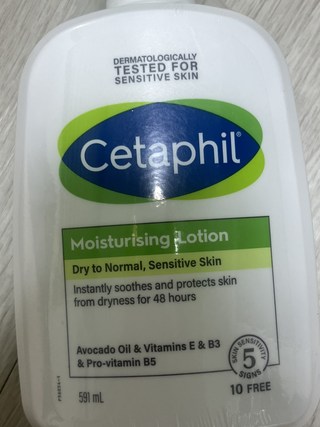 DERMATOLOGICALLY
TESTED FOR
SENSITIVE SKIN
Cetaphil®
Moisturising Lotion
Dry to Normal, Sensitive Skin
Instantly soothes and protects skin
from dryness for 48 hours
Avocado Oil & Vitamins E & B3
& Pro-vitamin B5
SKIN SENSITIVITY
5
SIGNS
10 FREE
591 mL